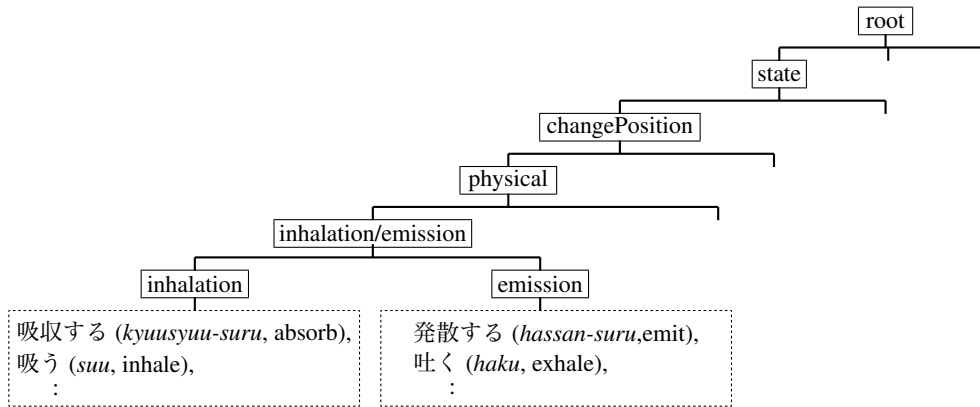 root
state
changePosition
physical
inhalation/emission
inhalation
emission
吸収する (kyuusyuu-suru, absorb),
吸う (suu, inhale),
:
発散する (hassan-suru,emit),
吐く (haku, exhale),
: